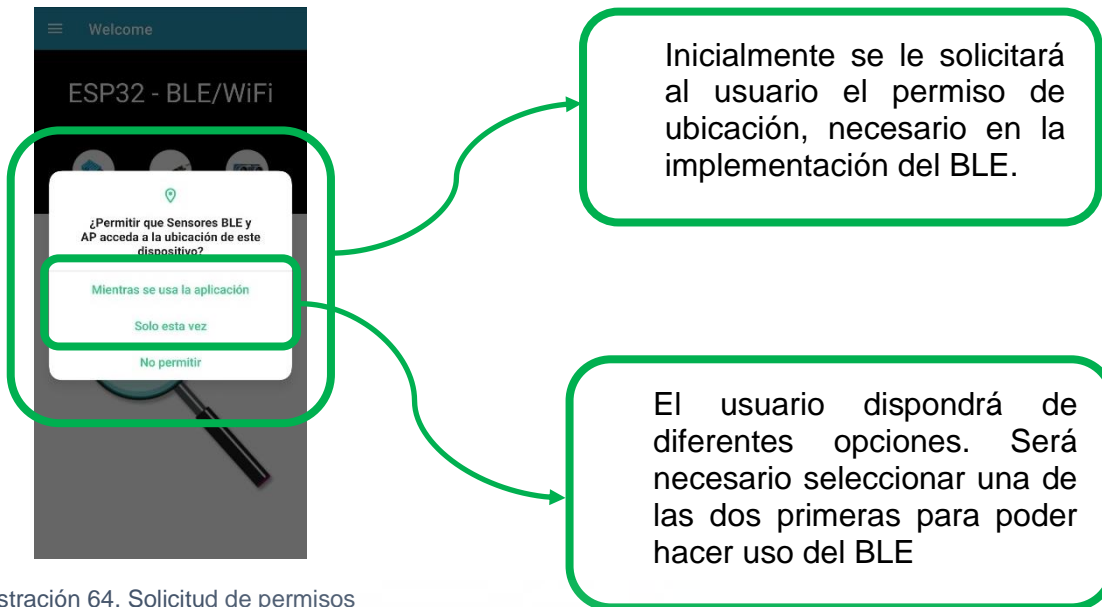 Welcome
ESP32 - BLE/WiFi
¿Permitir que Sensores BLE y
AP acceda a la ubicación de este
dispositivo?
Mientras se usa la aplicación
Solo esta vez
No permitir
Inicialmente se le solicitará
al usuario el permiso de
ubicación, necesario en la
implementación del BLE.
El usuario dispondrá de
diferentes opciones. Será
necesario seleccionar una de
las dos primeras para poder
hacer uso del BLE
stración 64. Solicitud de permisos